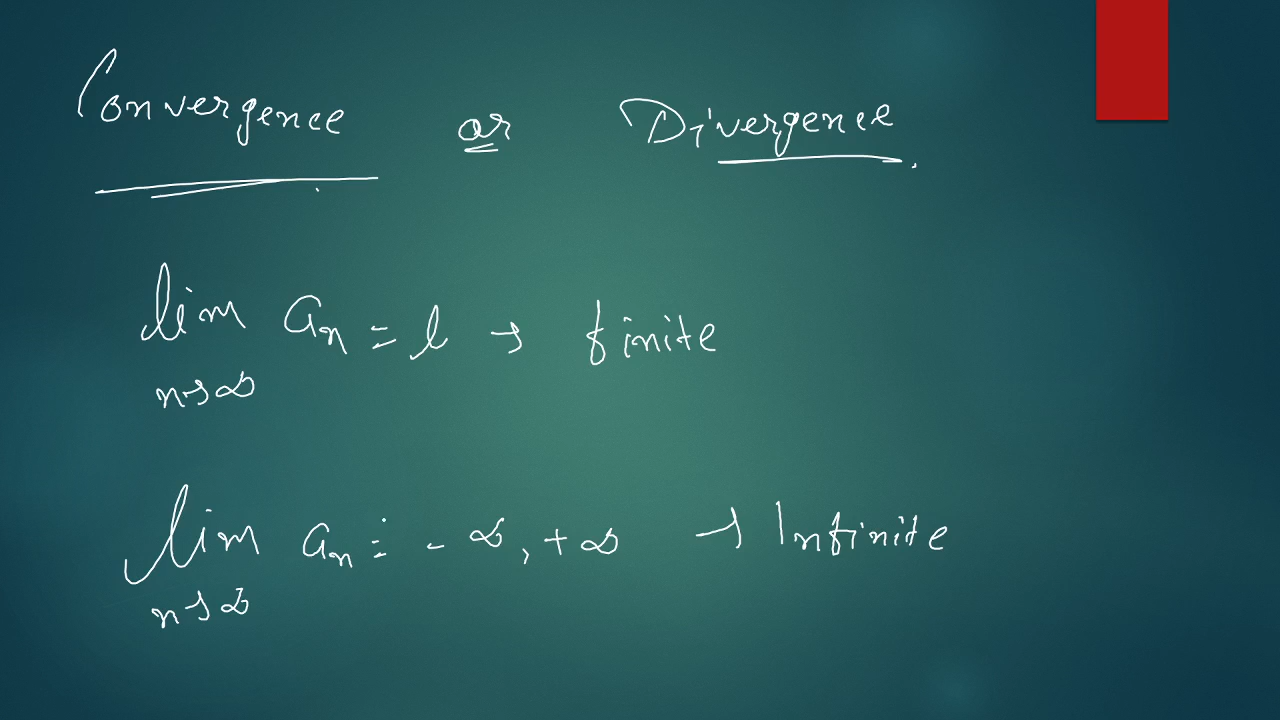 Convergence or Divergence.
lim aₙ = l → finite
n→∞
lim aₙ = - ∞, +∞ → Infinite
n→∞